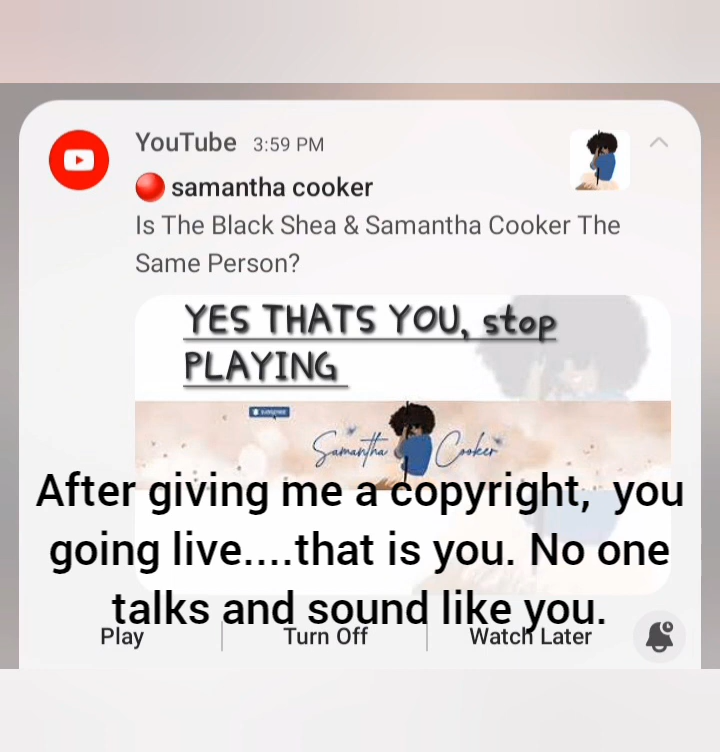 YouTube 3:59 PM
samantha cooker
Is The Black Shea & Samantha Cooker The
Same Person?
YES THATS YOU, stop
PLAYING
SUBSCRIBE
Samantha Cooker
After giving me a copyright, you
going live....that is you. No one
talks and sound like you.
Play Turn Off Watch Later